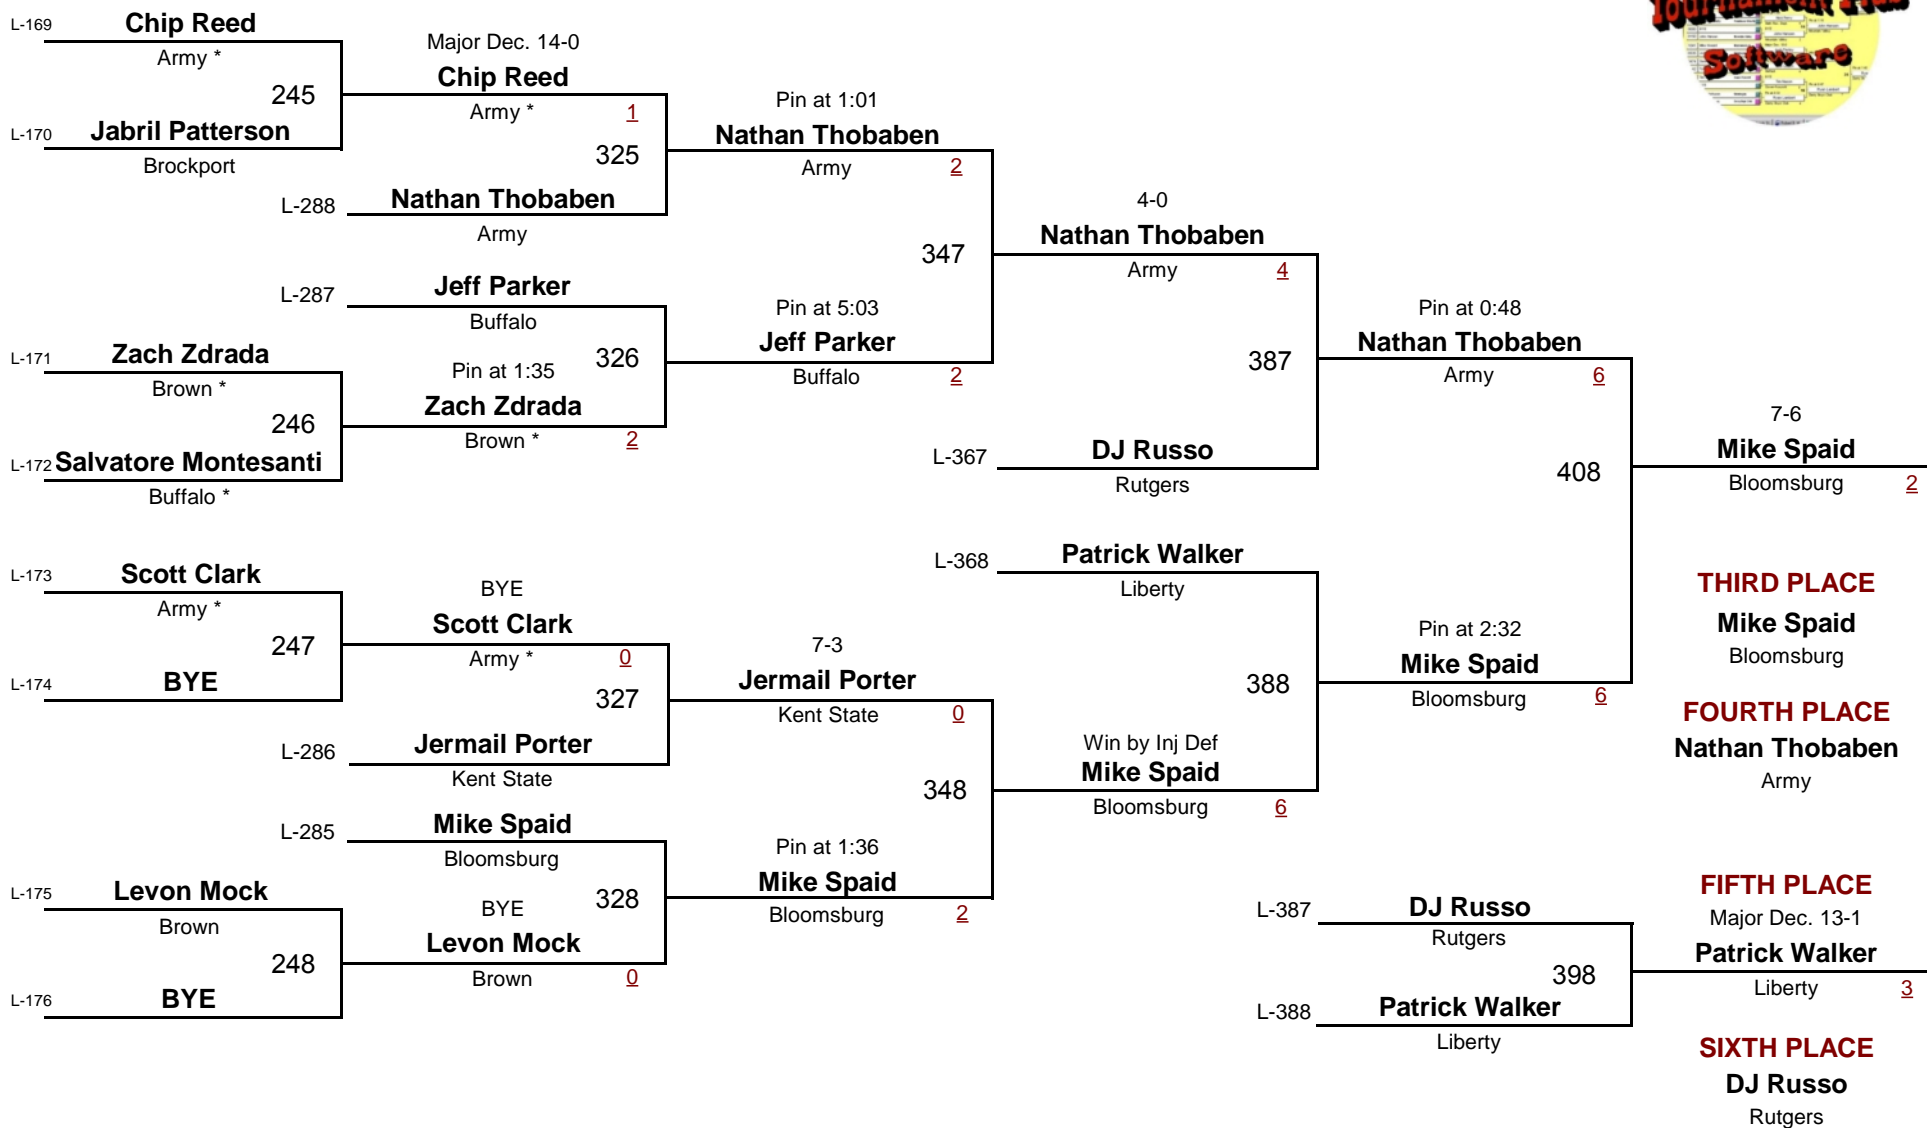 L-169
Chip Reed
Army *
245
L-170
Jabril Patterson
Brockport
Major Dec. 14-0
Chip Reed
Army *
1
325
L-288
Nathan Thobaben
Army
Pin at 1:01
Nathan Thobaben
Army
2
347
L-287
Jeff Parker
Buffalo
326
L-171
Zach Zdrada
Brown *
246
L-172
Salvatore Montesanti
Buffalo *
Pin at 1:35
Zach Zdrada
Brown *
2
Pin at 5:03
Jeff Parker
Buffalo
2
4-0
Nathan Thobaben
Army
4
387
L-367
DJ Russo
Rutgers
Pin at 0:48
Nathan Thobaben
Army
6
408
L-173
Scott Clark
Army *
247
L-174
BYE
BYE
Scott Clark
Army *
0
327
L-286
Jermail Porter
Kent State
7-3
Jermail Porter
Kent State
0
348
L-285
Mike Spaid
Bloomsburg
328
L-175
Levon Mock
Brown
248
L-176
BYE
BYE
Levon Mock
Brown
0
Pin at 1:36
Mike Spaid
Bloomsburg
2
L-368
Patrick Walker
Liberty
388
Win by Inj Def
Mike Spaid
Bloomsburg
6
Pin at 2:32
Mike Spaid
Bloomsburg
6
7-6
Mike Spaid
Bloomsburg
2
THIRD PLACE
Mike Spaid
Bloomsburg
FOURTH PLACE
Nathan Thobaben
Army
L-387
DJ Russo
Rutgers
398
L-388
Patrick Walker
Liberty
FIFTH PLACE
Major Dec. 13-1
Patrick Walker
Liberty
3
SIXTH PLACE
DJ Russo
Rutgers
Tournament Plus
Software